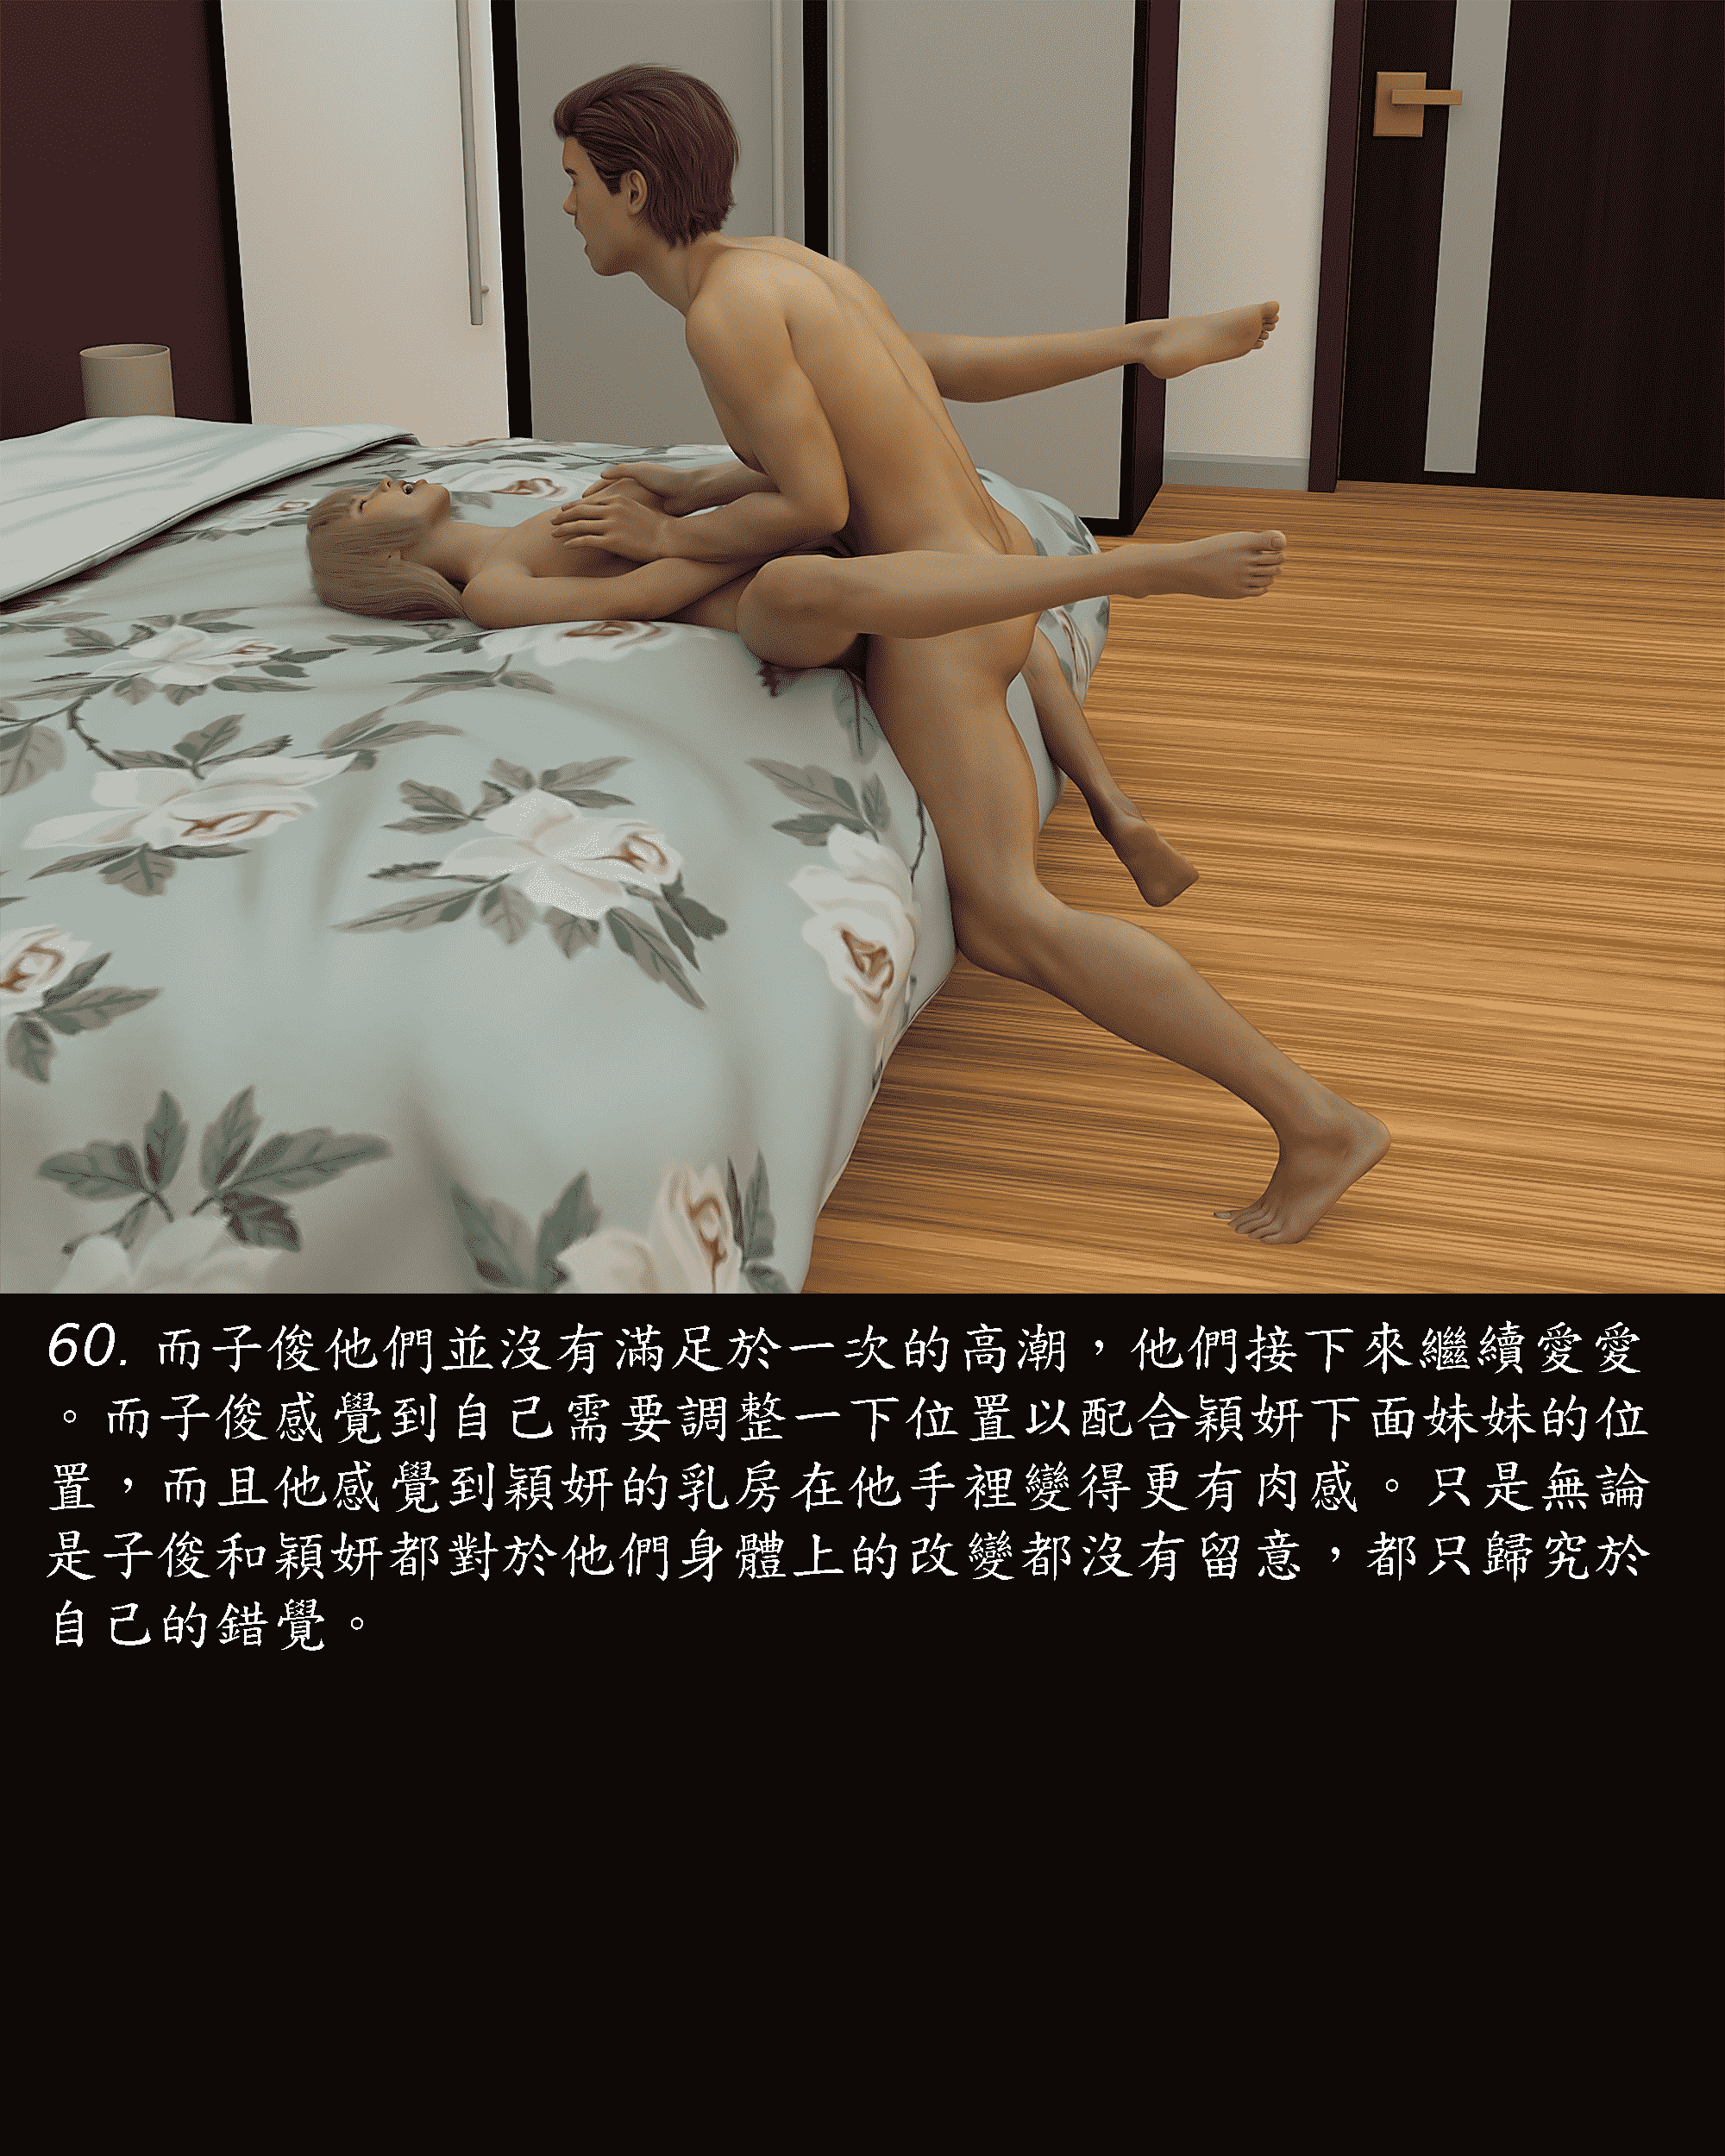 60. 而子俊他們並沒有滿足於一次的高潮，他們接下來繼續愛愛
。而子俊感覺到自己需要調整一下位置以配合穎妍下面妹妹的位
置，而且他感覺到穎妍的乳房在他手裡變得更有肉感。只是無論
是子俊和穎妍都對於他們身體上的改變都沒有留意，都只歸究於
自己的錯覺。